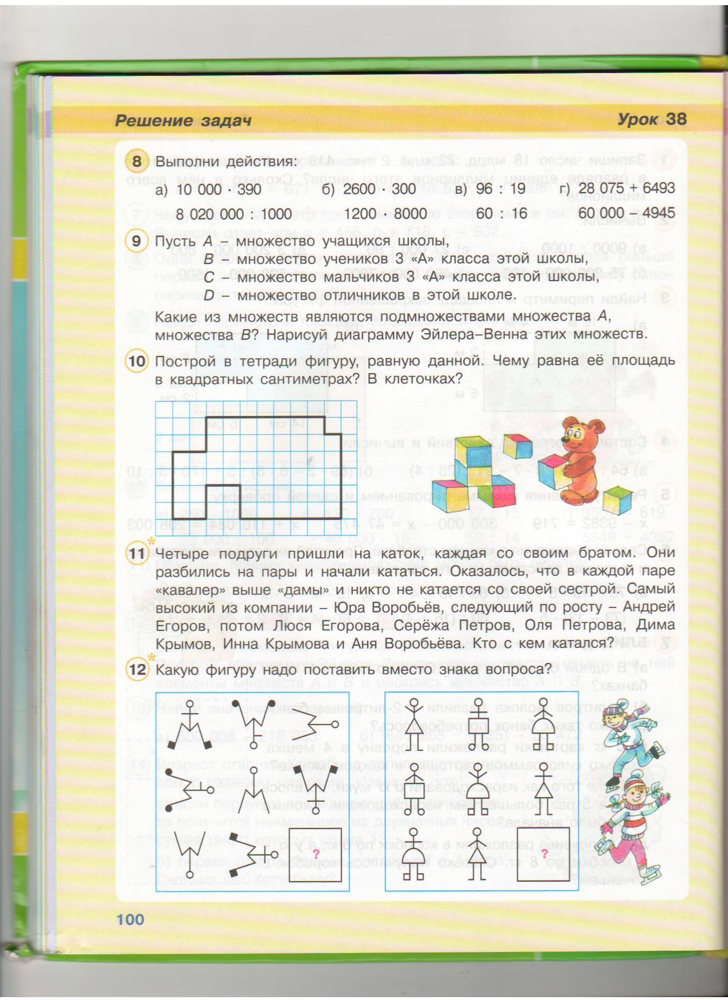 Решение задач Урок 38
8 Выполни действия:
а) 10 000 · 390 б) 2600 · 300 в) 96 : 19 г) 28 075 + 6493
8 020 000 : 1000 1200 · 8000 60 : 16 60 000 – 4945
9 Пусть A – множество учащихся школы,
B – множество учеников 3 «А» класса этой школы,
C – множество мальчиков 3 «А» класса этой школы,
D – множество отличников в этой школе.
Какие из множеств являются подмножествами множества A,
множества B? Нарисуй диаграмму Эйлера–Венна этих множеств.
10 Построй в тетради фигуру, равную данной. Чему равна её площадь
в квадратных сантиметрах? В клеточках?
11* Четыре подруги пришли на каток, каждая со своим братом. Они
разбились на пары и начали кататься. Оказалось, что в каждой паре
«кавалер» выше «дамы» и никто не катается со своей сестрой. Самый
высокий из компании – Юра Воробьёв, следующий по росту – Андрей
Егоров, потом Люся Егорова, Серёжа Петров, Оля Петрова, Дима
Крымов, Инна Крымова и Аня Воробьёва. Кто с кем катался?
12* Какую фигуру надо поставить вместо знака вопроса?
? ?
100